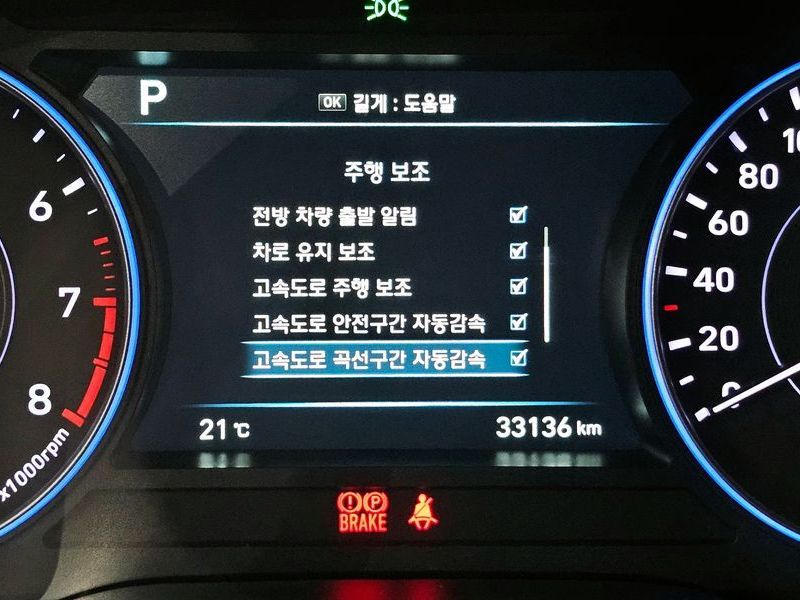 P
OK 길게 : 도움말
주행 보조
전방 차량 출발 알림
차로 유지 보조
고속도로 주행 보조
고속도로 안전구간 자동감속
고속도로 곡선구간 자동감속
21 ℃
33136 km
6
7
8
x1000rpm
80
60
40
20
0
P
BRAKE